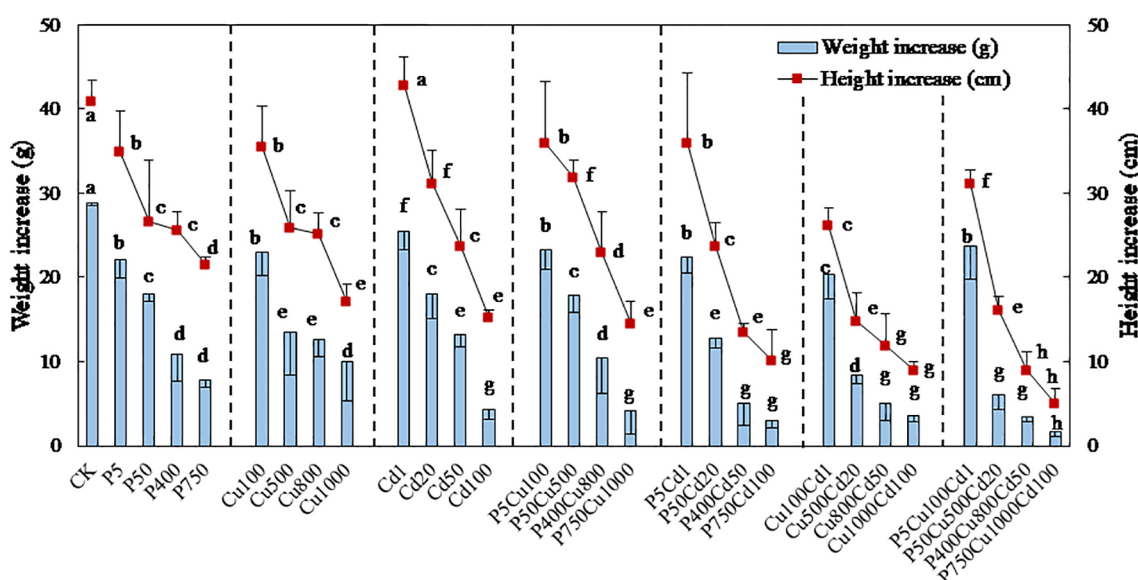 50
40
30
20
10
0
Weight increase (g)
50
40
30
20
10
0
Height increase (cm)
Weight increase (g)
Height increase (cm)
a
a
b
b
c
c
c
d
d
d
b
b
c
e
c
e
e
d
a
f
f
c
c
e
e
g
b
b
f
c
d
d
e
g
b
b
c
e
e
g
g
g
c
c
e
d
g
g
g
g
f
b
e
g
h
g
h
h
CK
P5
P50
P400
P750
Cu100
Cu500
Cu800
Cu1000
Cd1
Cd20
Cd50
Cd100
P5Cu100
P50Cu500
P400Cu800
P750Cu1000
P5Cd1
P50Cd20
P400Cd50
P750Cd100
Cu100Cd1
Cu500Cd20
Cu800Cd50
Cu1000Cd100
P5Cu100Cd1
P50Cu500Cd20
P400Cu800Cd50
P750Cu1000Cd100